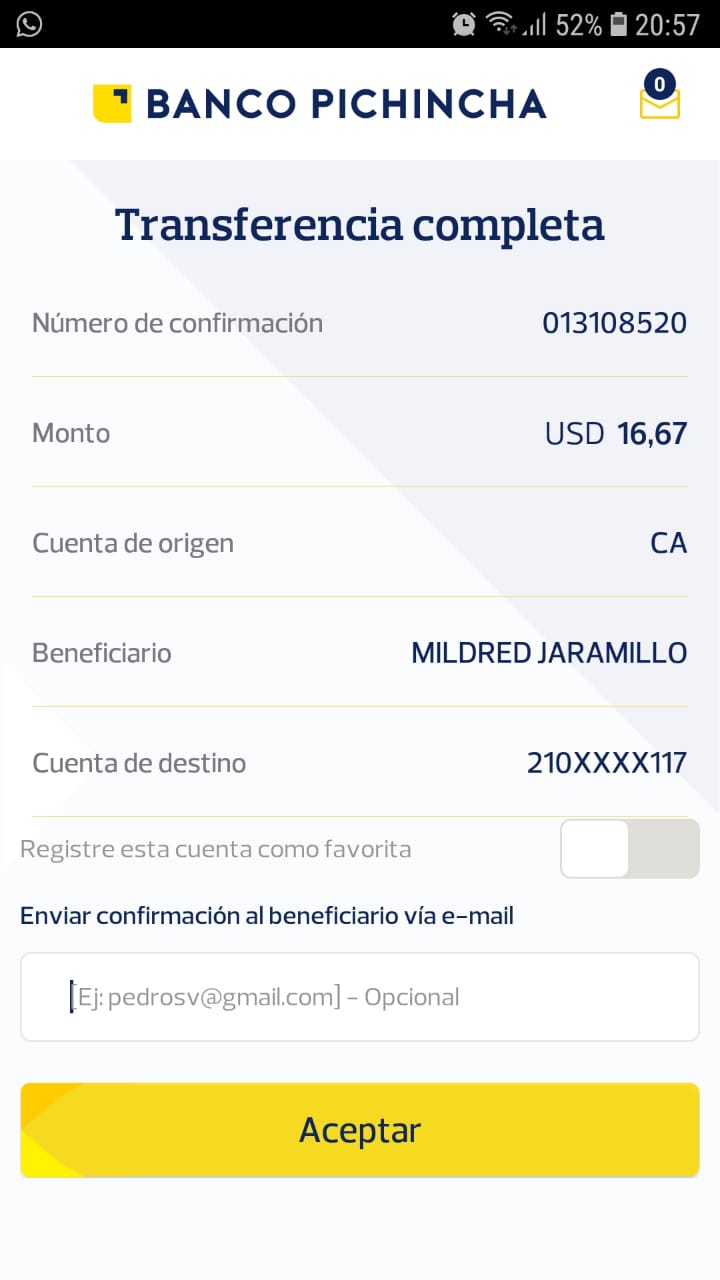 52% 20:57
BANCO PICHINCHA
0
Transferencia completa
Número de confirmación 013108520
Monto USD 16,67
Cuenta de origen CA
Beneficiario MILDRED JARAMILLO
Cuenta de destino 210XXXX117
Registre esta cuenta como favorita
Enviar confirmación al beneficiario vía e-mail
[Ej: pedrosv@gmail.com] - Opcional
Aceptar